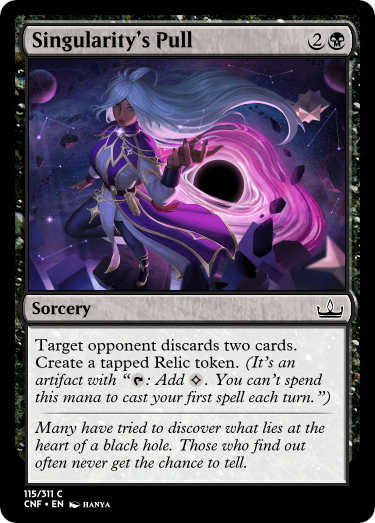 Singularity's Pull 2
Sorcery
Target opponent discards two cards.
Create a tapped Relic token. (It's an
artifact with “: Add . You can't spend
this mana to cast your first spell each turn.”)
Many have tried to discover what lies at the
heart of a black hole. Those who find out
often never get the chance to tell.
115/311 C
CNF • EN HANYA